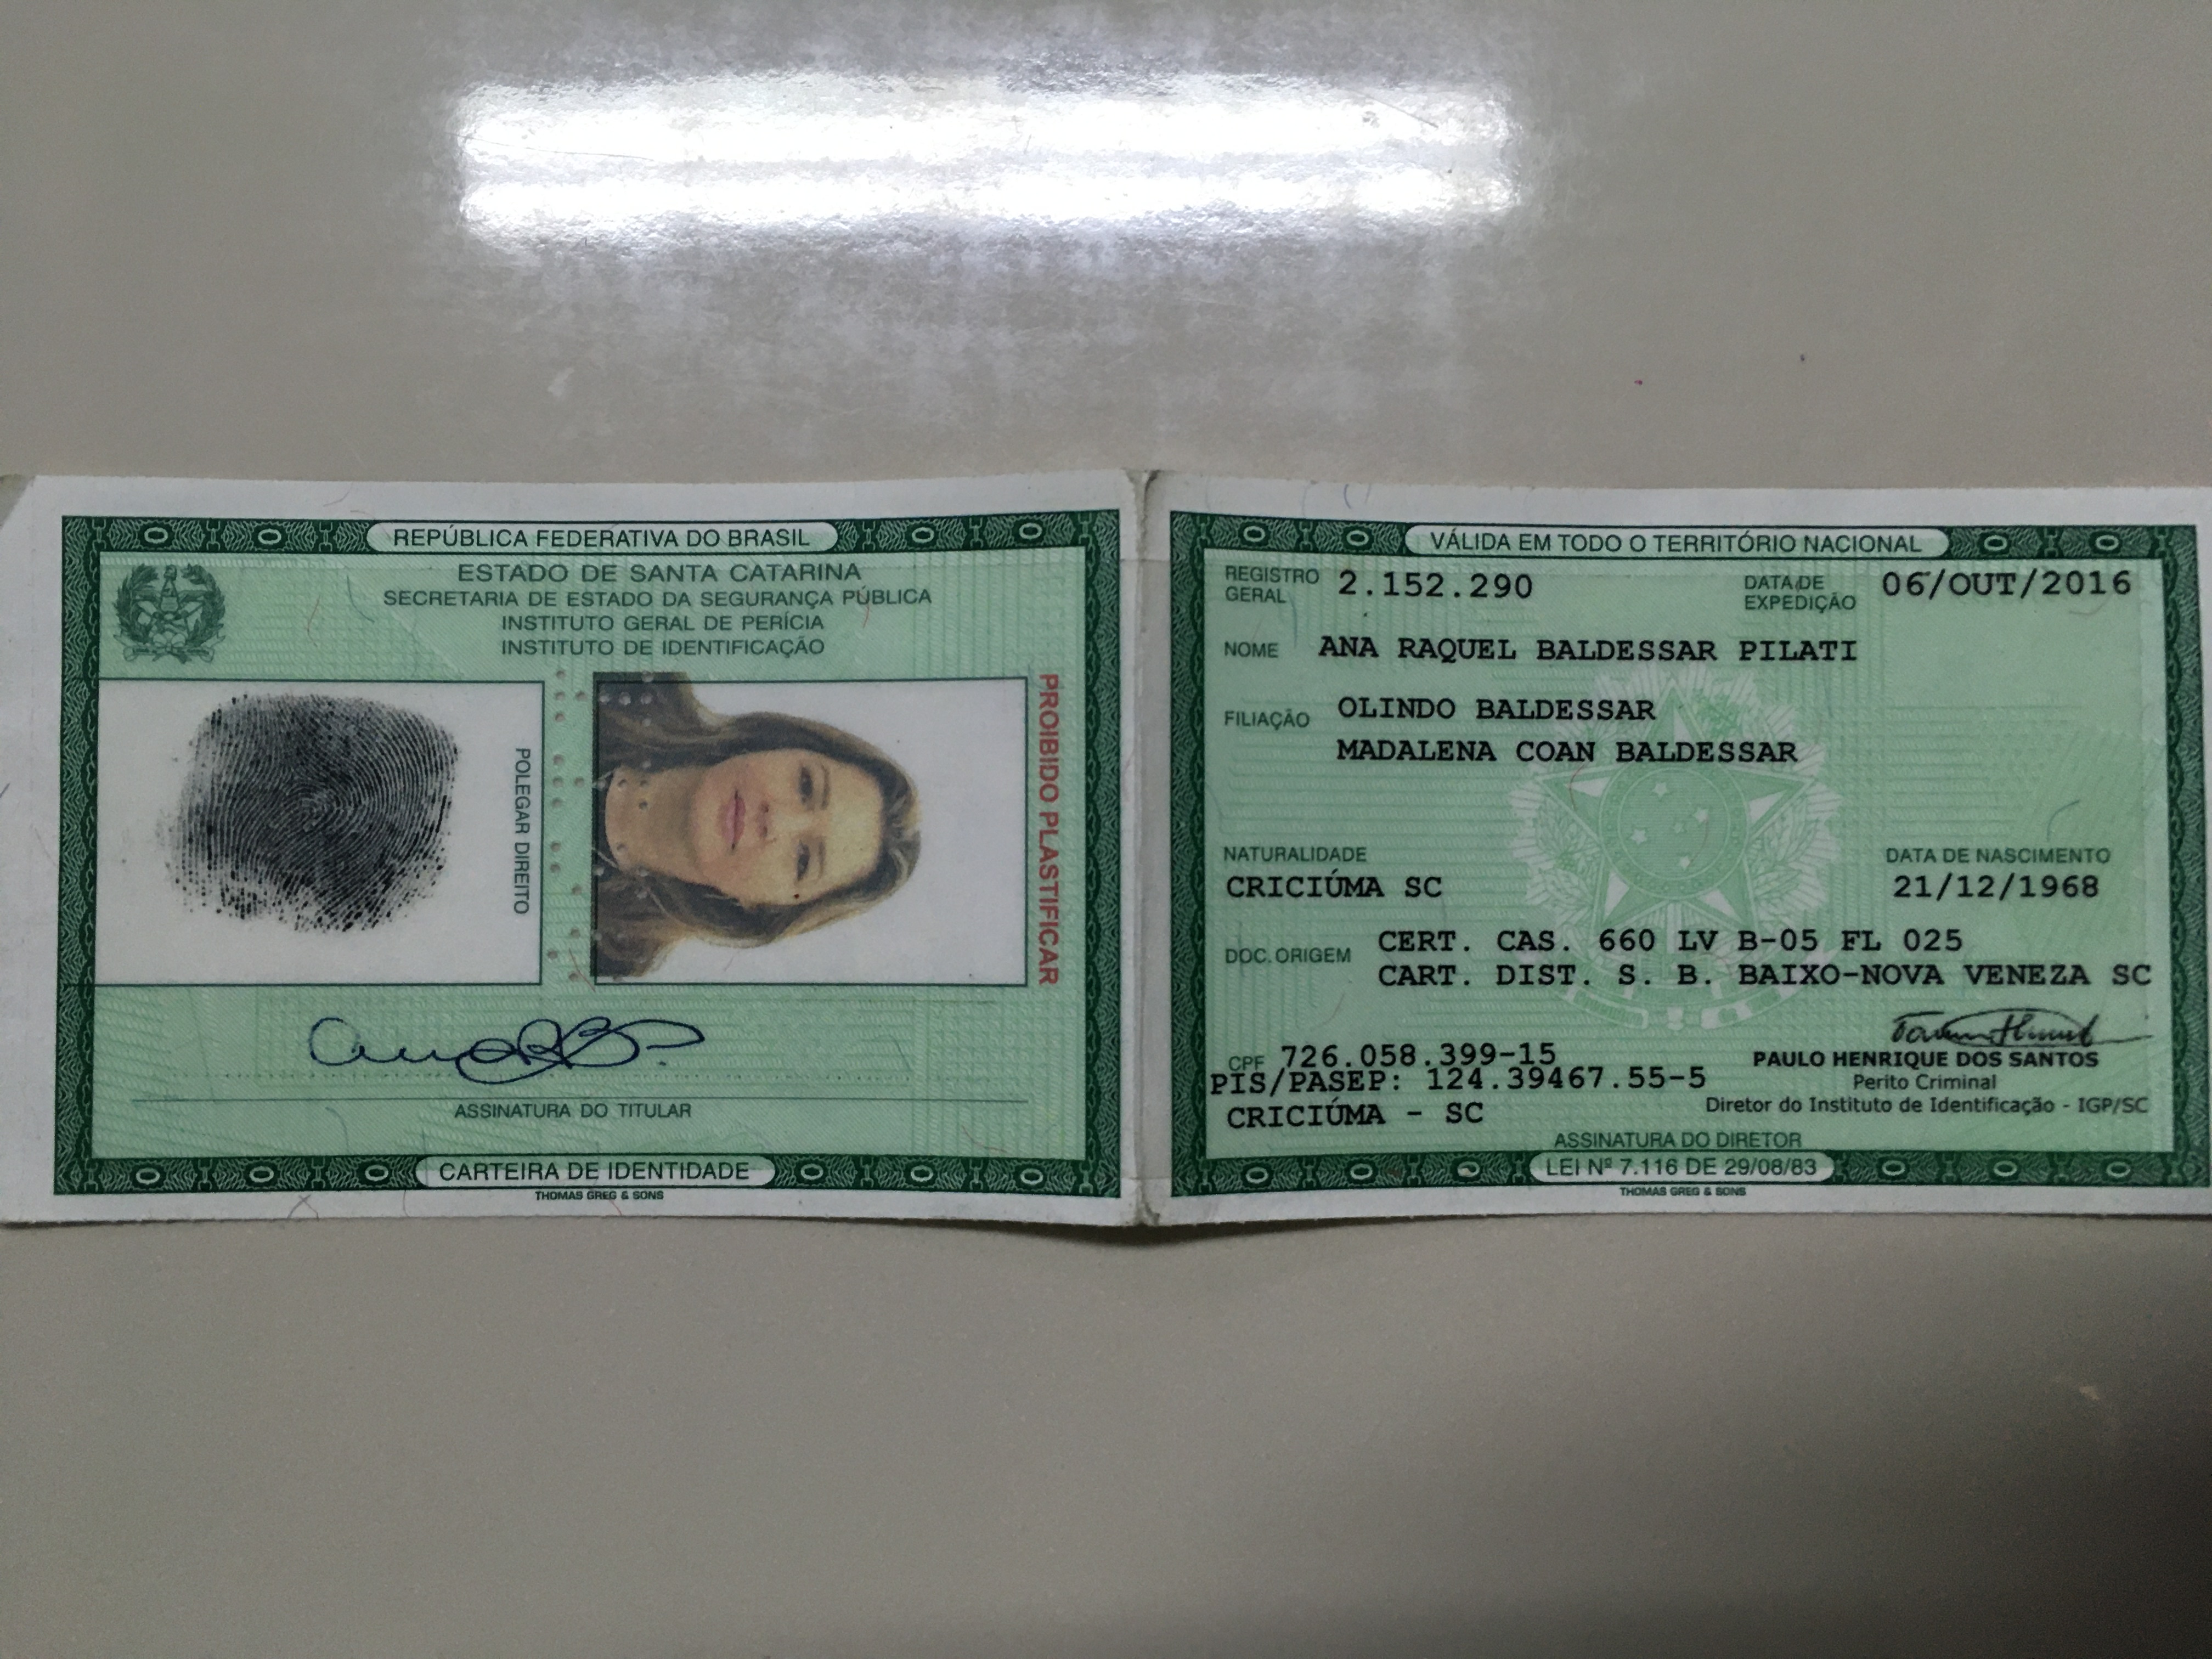 REPÚBLICA FEDERATIVA DO BRASIL
ESTADO DE SANTA CATARINA
SECRETARIA DE ESTADO DA SEGURANÇA PÚBLICA
INSTITUTO GERAL DE PERÍCIA
INSTITUTO DE IDENTIFICAÇÃO
POLEGAR DIREITO
PROIBIDO PLASTIFICAR
ASSINATURA DO TITULAR
CARTEIRA DE IDENTIDADE
THOMAS GREG & SONS
VÁLIDA EM TODO O TERRITÓRIO NACIONAL
REGISTRO GERAL 2.152.290 DATA DE EXPEDIÇÃO 06/OUT/2016
NOME ANA RAQUEL BALDESSAR PILATI
FILIAÇÃO OLINDO BALDESSAR
MADALENA COAN BALDESSAR
NATURALIDADE DATA DE NASCIMENTO
CRICIÚMA SC 21/12/1968
DOC. ORIGEM CERT. CAS. 660 LV B-05 FL 025
CART. DIST. S. B. BAIXO-NOVA VENEZA SC
CPF 726.058.399-15
PIS/PASEP: 124.39467.55-5 PAULO HENRIQUE DOS SANTOS
Perito Criminal
CRICIÚMA - SC Diretor do Instituto de Identificação - IGP/SC
ASSINATURA DO DIRETOR
LEI Nº 7.116 DE 29/08/83
THOMAS GREG & SONS